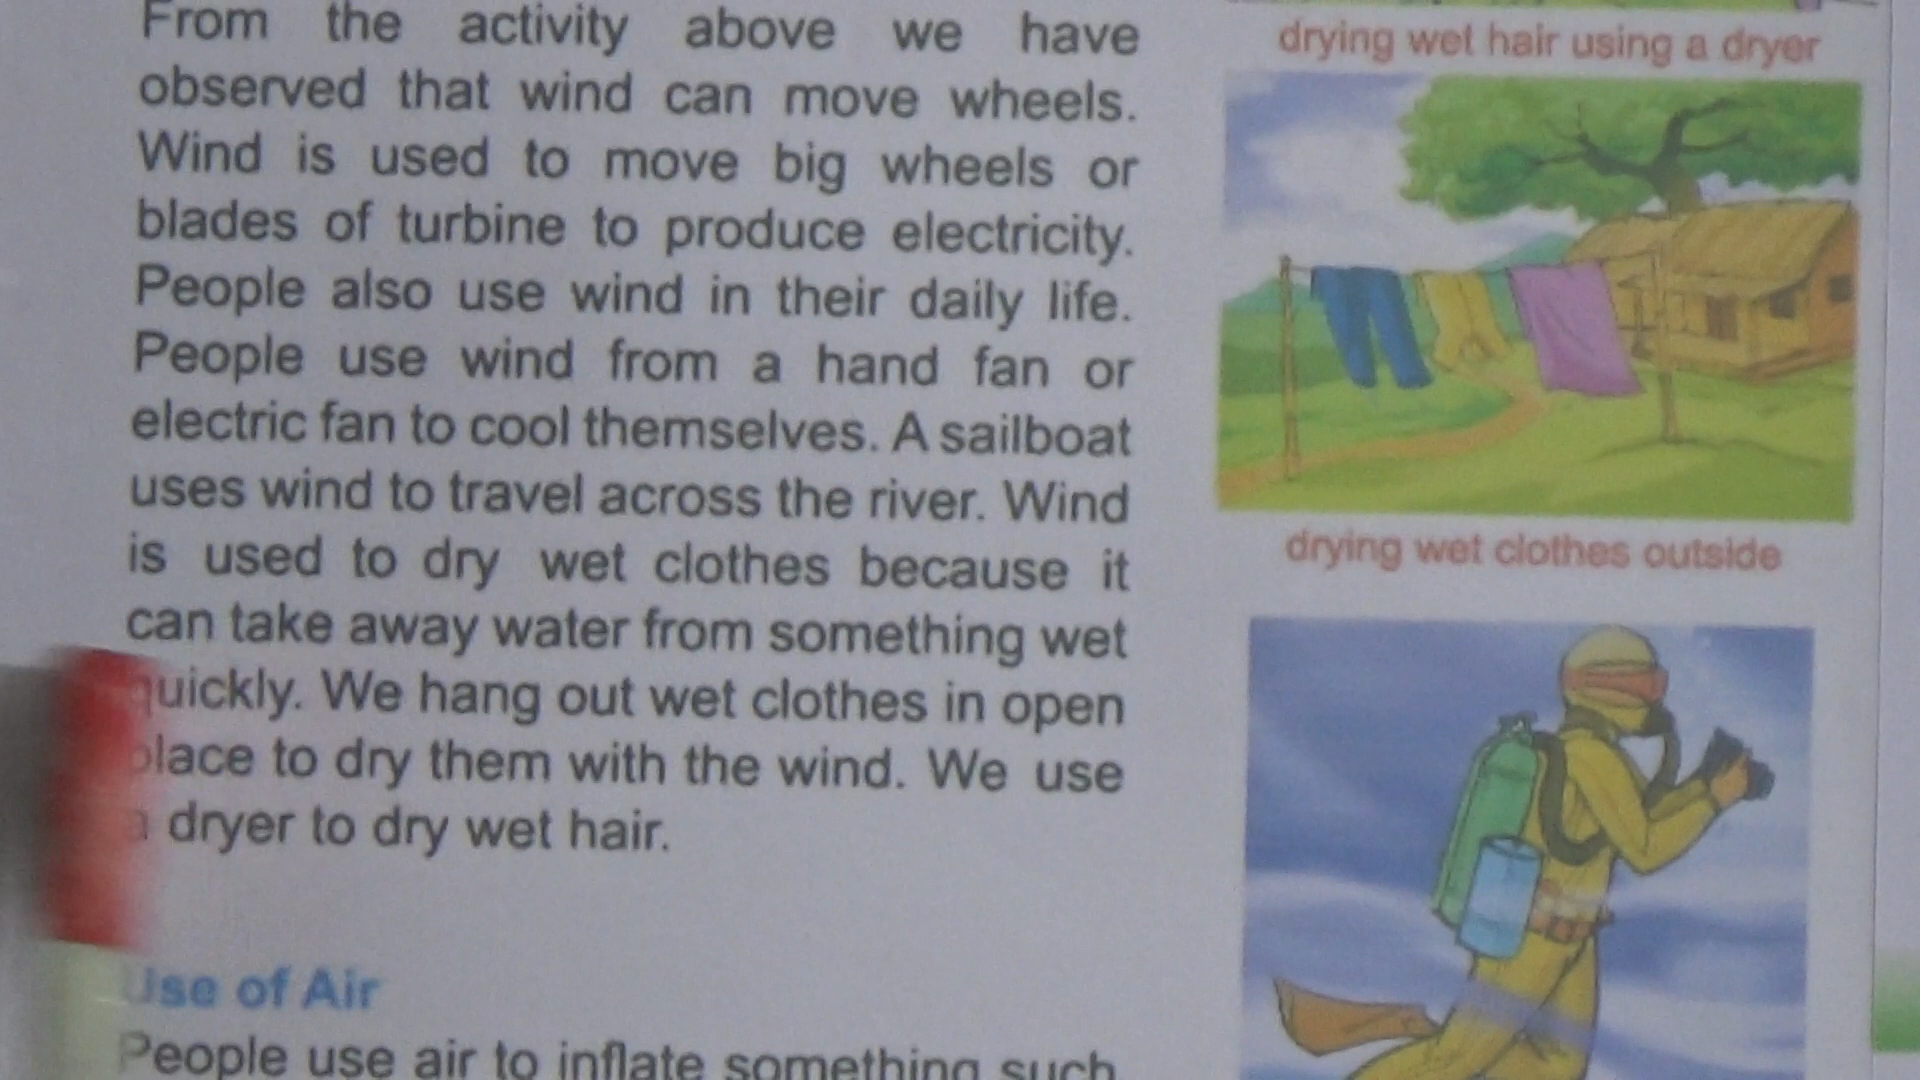 From the activity above we have
observed that wind can move wheels.
Wind is used to move big wheels or
blades of turbine to produce electricity.
People also use wind in their daily life.
People use wind from a hand fan or
electric fan to cool themselves. A sailboat
uses wind to travel across the river. Wind
is used to dry wet clothes because it
can take away water from something wet
quickly. We hang out wet clothes in open
place to dry them with the wind. We use
a dryer to dry wet hair.
Use of Air
People use air to inflate something such
drying wet hair using a dryer
drying wet clothes outside